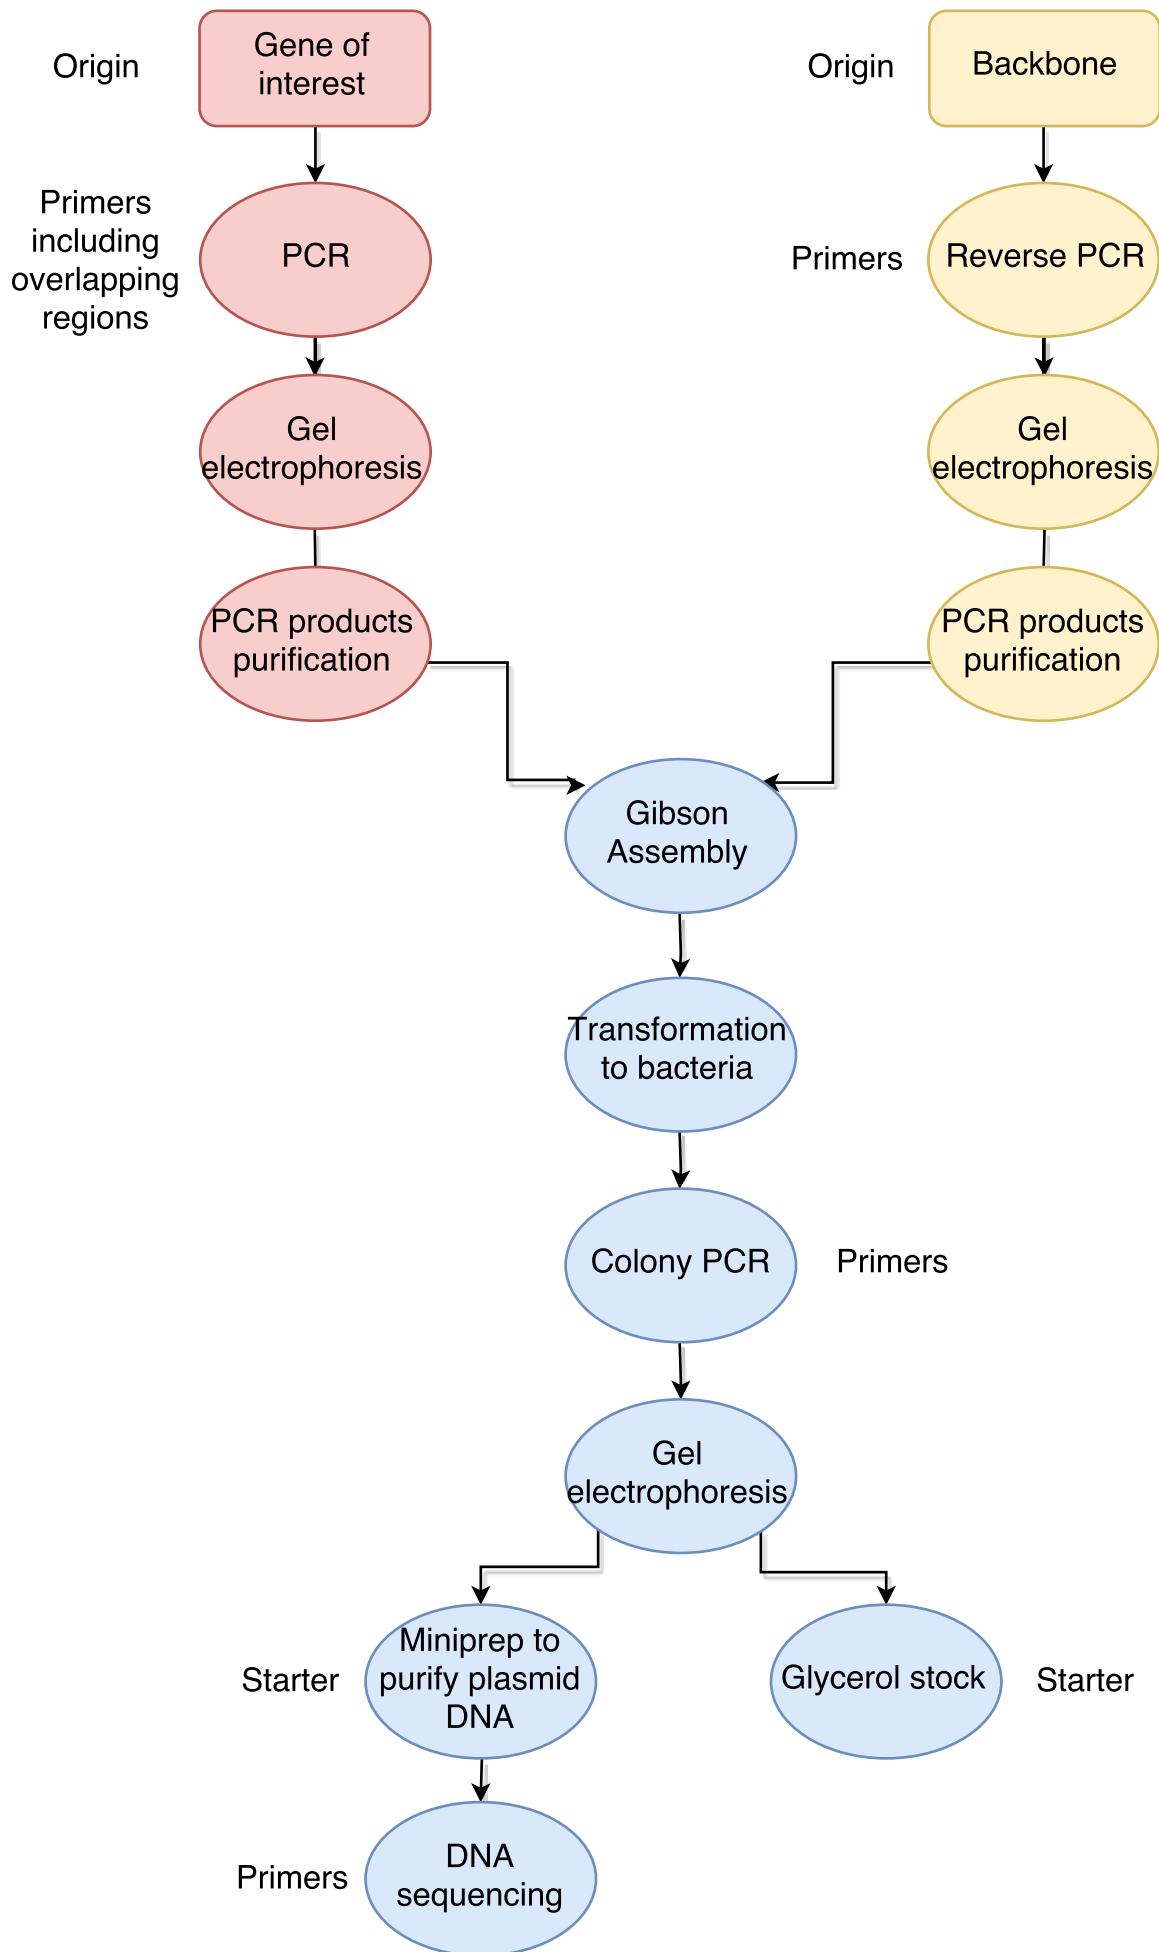 Origin
Gene of
interest
Origin
Backbone
Primers
including
overlapping
regions
PCR
Primers
Reverse PCR
Gel
electrophoresis
Gel
electrophoresis
PCR products
purification
PCR products
purification
Gibson
Assembly
Transformation
to bacteria
Colony PCR
Primers
Gel
electrophoresis
Starter
Miniprep to
purify plasmid
DNA
Glycerol stock
Starter
Primers
DNA
sequencing